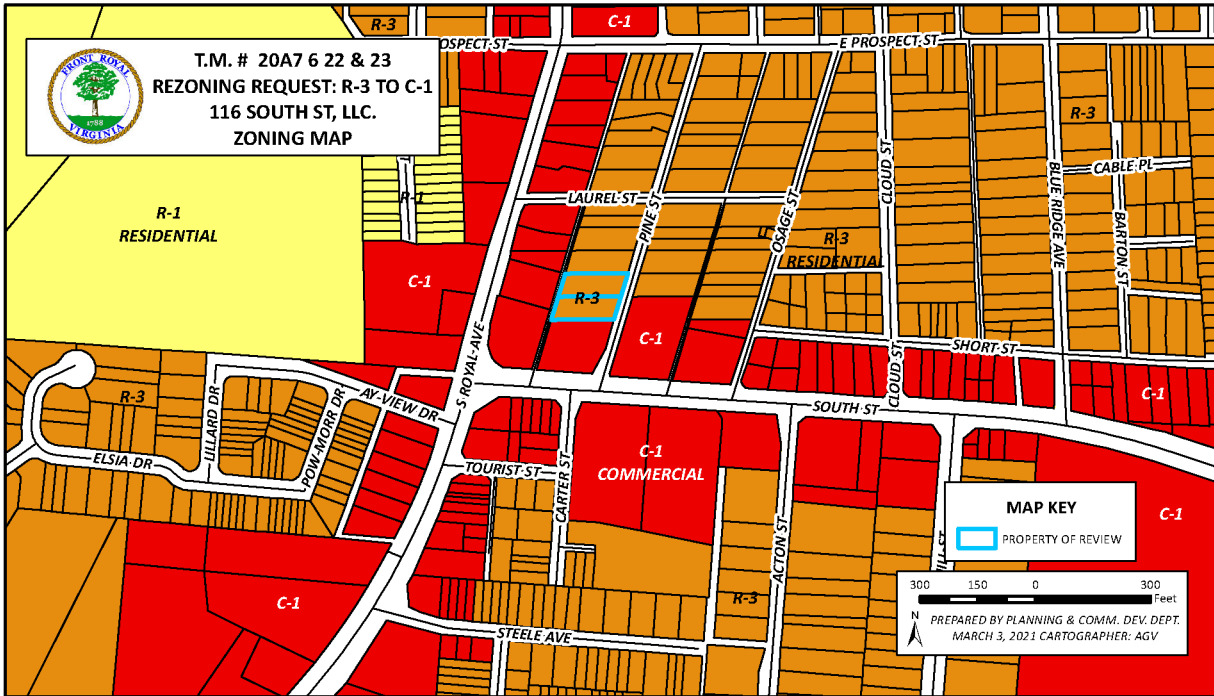 R-3
C-1
OSPECT ST
E PROSPECT ST
FRONT ROYAL
1788
VIRGINIA
T.M. # 20A7 6 22 & 23
REZONING REQUEST: R-3 TO C-1
116 SOUTH ST, LLC.
ZONING MAP
R-3
CABLE PL
R-1
RESIDENTIAL
R-1
LAUREL ST
PINE ST
OSAGE ST
CLOUD ST
BLUE RIDGE AVE
BARTON ST
R-3
RESIDENTIAL
C-1
R-3
C-1
S ROYAL AVE
SHORT ST
CLOUD ST
C-1
R-3
LILLARD DR
POW-MORR DR
AY-VIEW DR
SOUTH ST
ELSIA DR
TOURIST ST
CARTER ST
C-1
COMMERCIAL
ACTON ST
ILL ST
C-1
MAP KEY
PROPERTY OF REVIEW
C-1
R-3
STEELE AVE
300 150 0 300
Feet
N
PREPARED BY PLANNING & COMM. DEV. DEPT.
MARCH 3, 2021 CARTOGRAPHER: AGV